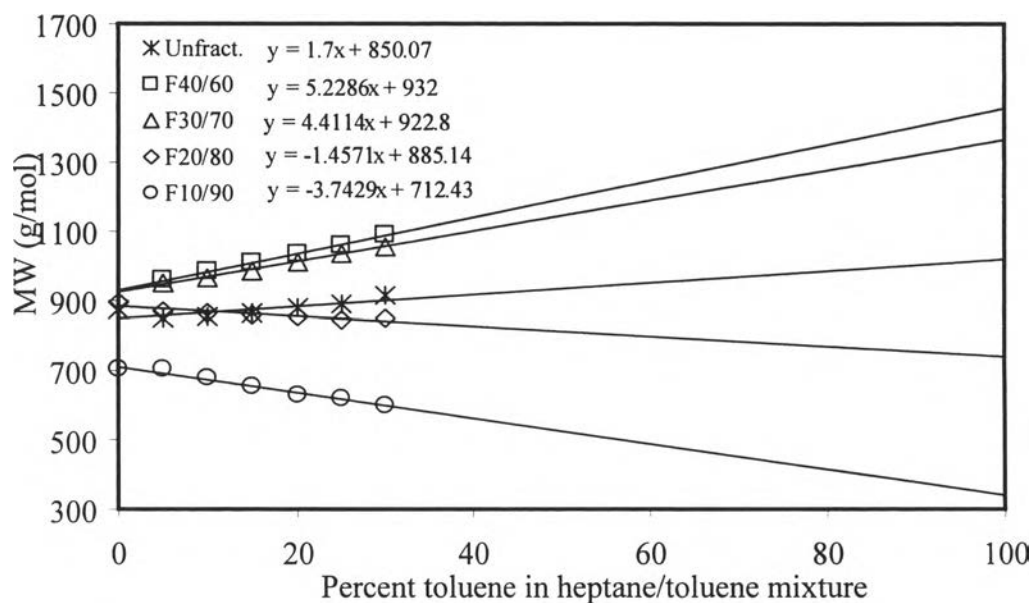 1700
1500
1300
1100
900
700
500
300
MW (g/mol)
Unfract. y = 1.7x + 850.07
F40/60 y = 5.2286x + 932
F30/70 y = 4.4114x + 922.8
F20/80 y = -1.4571x + 885.14
F10/90 y = -3.7429x + 712.43
0 20 40 60 80 100
Percent toluene in heptane/toluene mixture